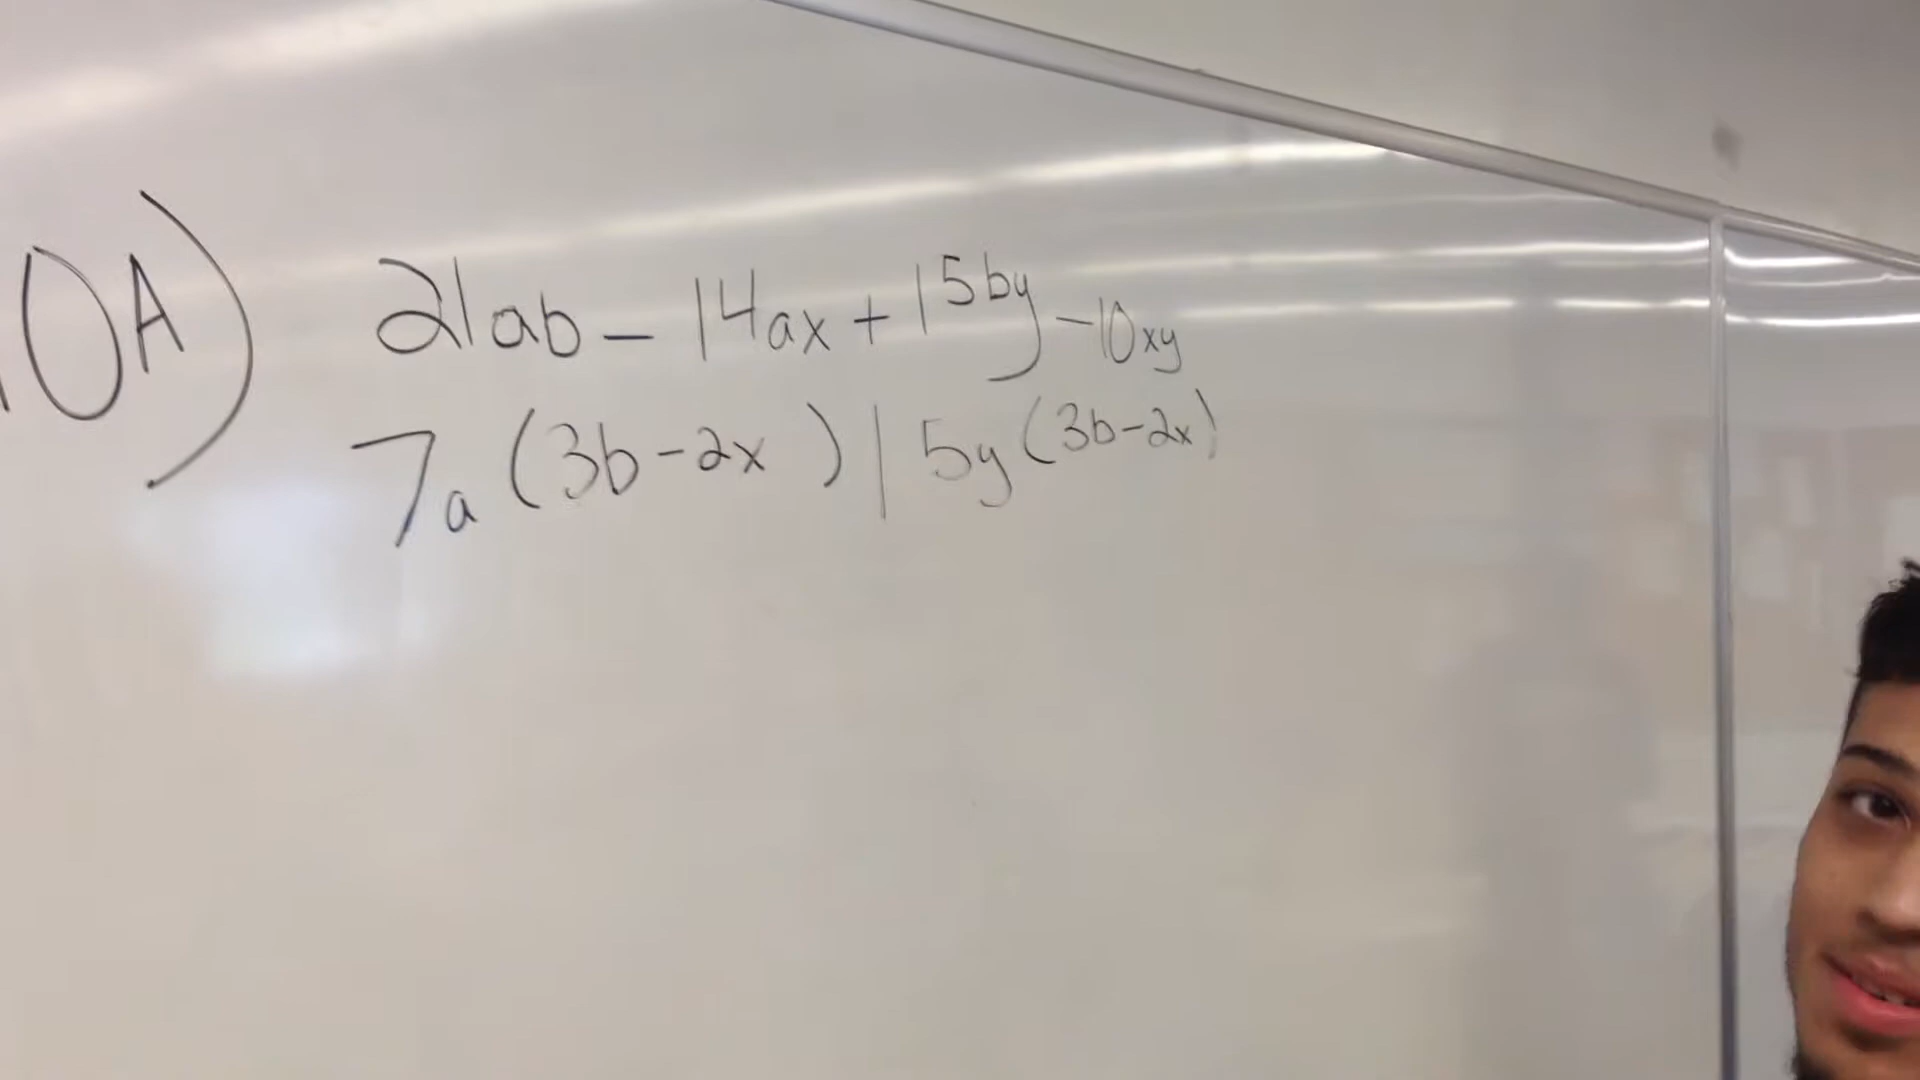 10A) 21ab - 14ax + 15by - 10xy
7a (3b-2x) | 5y (3b-2x)